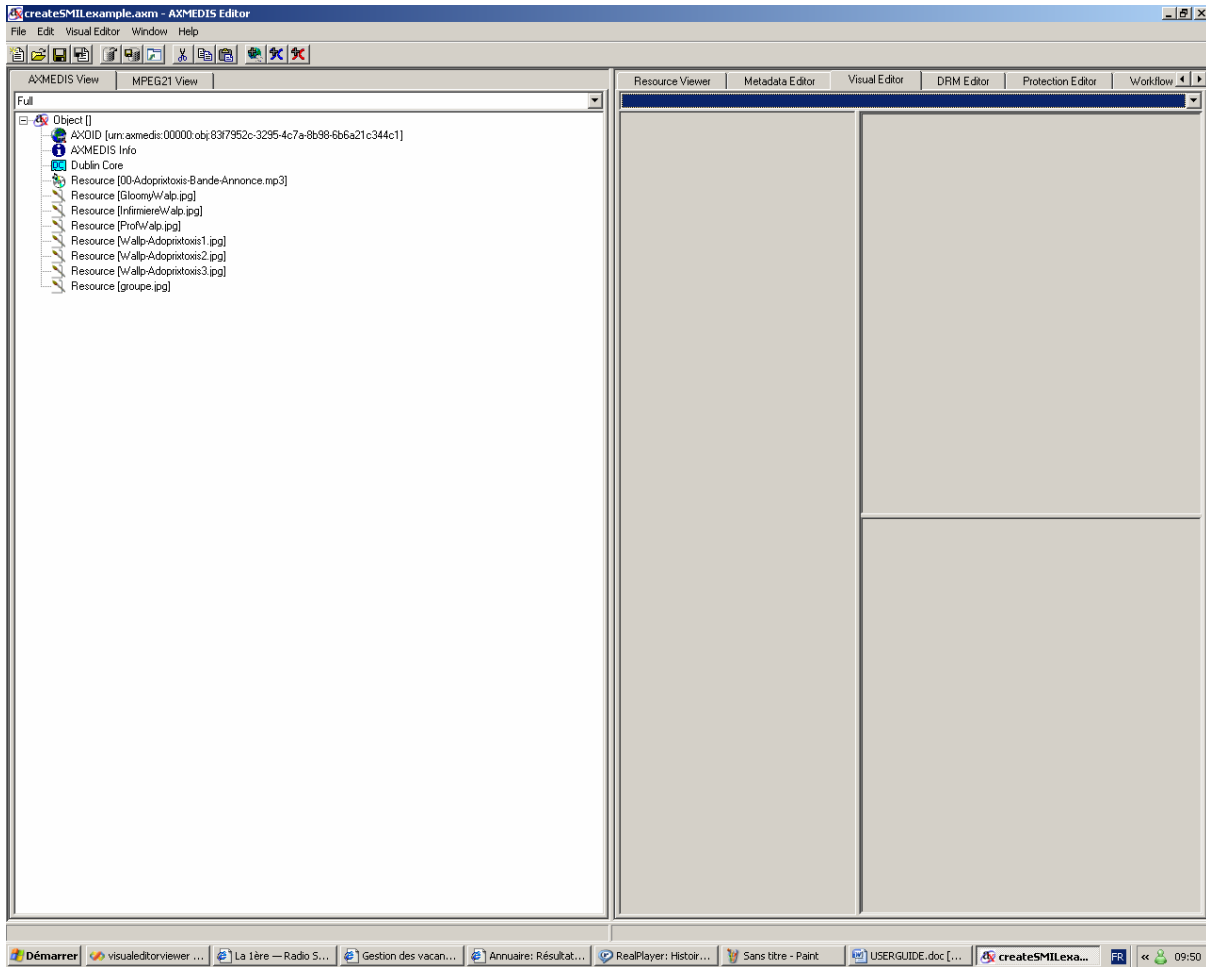 createSMILexample.axm - AXMEDIS Editor
File Edit Visual Editor Window Help
AXMEDIS View MPEG21 View
Resource Viewer Metadata Editor Visual Editor DRM Editor Protection Editor Workflow
Full
Object []
AXOID [urn:axmedis:00000:obj:83f7952c-3295-4c7a-8b98-6b6a21c344c1]
AXMEDIS Info
Dublin Core
Resource [00-Adoprixtoxis-Bande-Annonce.mp3]
Resource [GloomyWalp.jpg]
Resource [InfirmiereWalp.jpg]
Resource [ProfWalp.jpg]
Resource [Wallp-Adoprixtoxis1.jpg]
Resource [Wallp-Adoprixtoxis2.jpg]
Resource [Wallp-Adoprixtoxis3.jpg]
Resource [groupe.jpg]
Démarrer visualeditorviewer ... La 1ère — Radio S... Gestion des vacan... Annuaire: Résultat... RealPlayer: Histoir... Sans titre - Paint USERGUIDE.doc [... createSMILexa... FR « 09:50